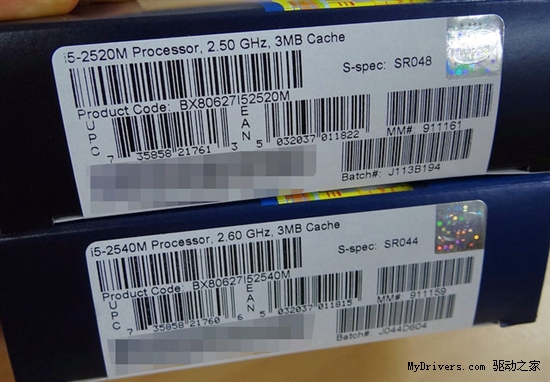 i5-2520M Processor, 2.50 GHz, 3MB Cache
S-spec: SR048
Product Code: BX80627I52520M
UPC
7 35858 21761 3
EAN
5 032037 011822
MM# 911161
Batch#: J113B194
i5-2540M Processor, 2.60 GHz, 3MB Cache
S-spec: SR044
Product Code: BX80627I52540M
UPC
7 35858 21760 6
EAN
5 032037 011815
MM# 911159
Batch#: J044D604
MyDrivers.com 驱动之家